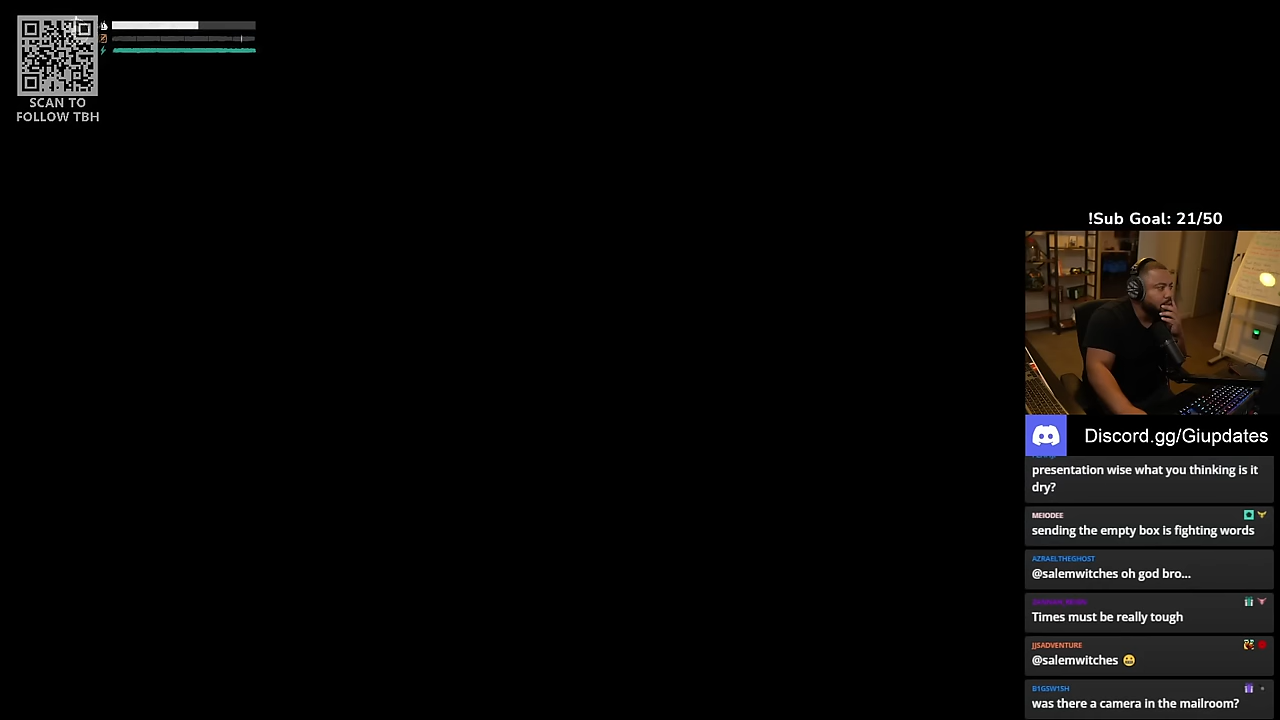 SCAN TO
FOLLOW TBH
!Sub Goal: 21/50
Discord.gg/Giupdates
presentation wise what you thinking is it
dry?
MEIODEE
sending the empty box is fighting words
AZRAELTHEGHOST
@salemwitches oh god bro...
Times must be really tough
JJSADVENTURE
@salemwitches
B1GSW1SH
was there a camera in the mailroom?